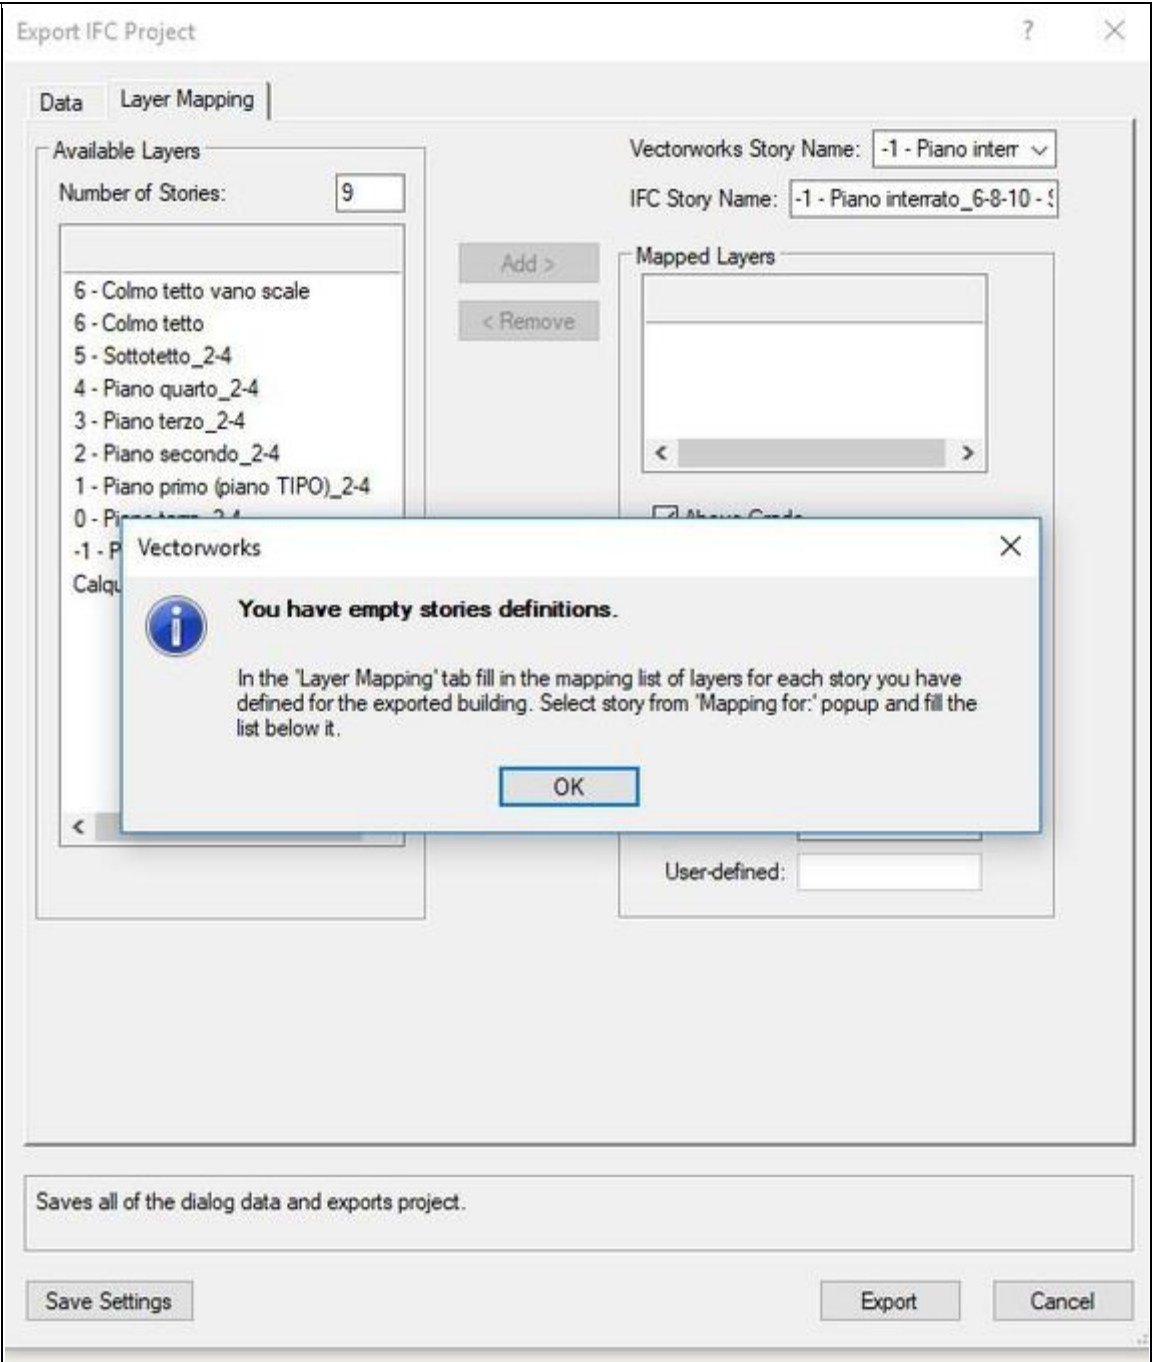 Export IFC Project
Data
Layer Mapping
Available Layers
Number of Stories: 9
6 - Colmo tetto vano scale
6 - Colmo tetto
5 - Sottotetto_2-4
4 - Piano quarto_2-4
3 - Piano terzo_2-4
2 - Piano secondo_2-4
1 - Piano primo (piano TIPO)_2-4
0 -
-1 - P
Calqu
Add >
< Remove
Vectorworks Story Name: -1 - Piano interr
IFC Story Name: -1 - Piano interrato_6-8-10 -
Mapped Layers
Above Grade
Vectorworks
You have empty stories definitions.
In the 'Layer Mapping' tab fill in the mapping list of layers for each story you have
defined for the exported building. Select story from 'Mapping for:' popup and fill the
list below it.
OK
User-defined:
Saves all of the dialog data and exports project.
Save Settings
Export
Cancel